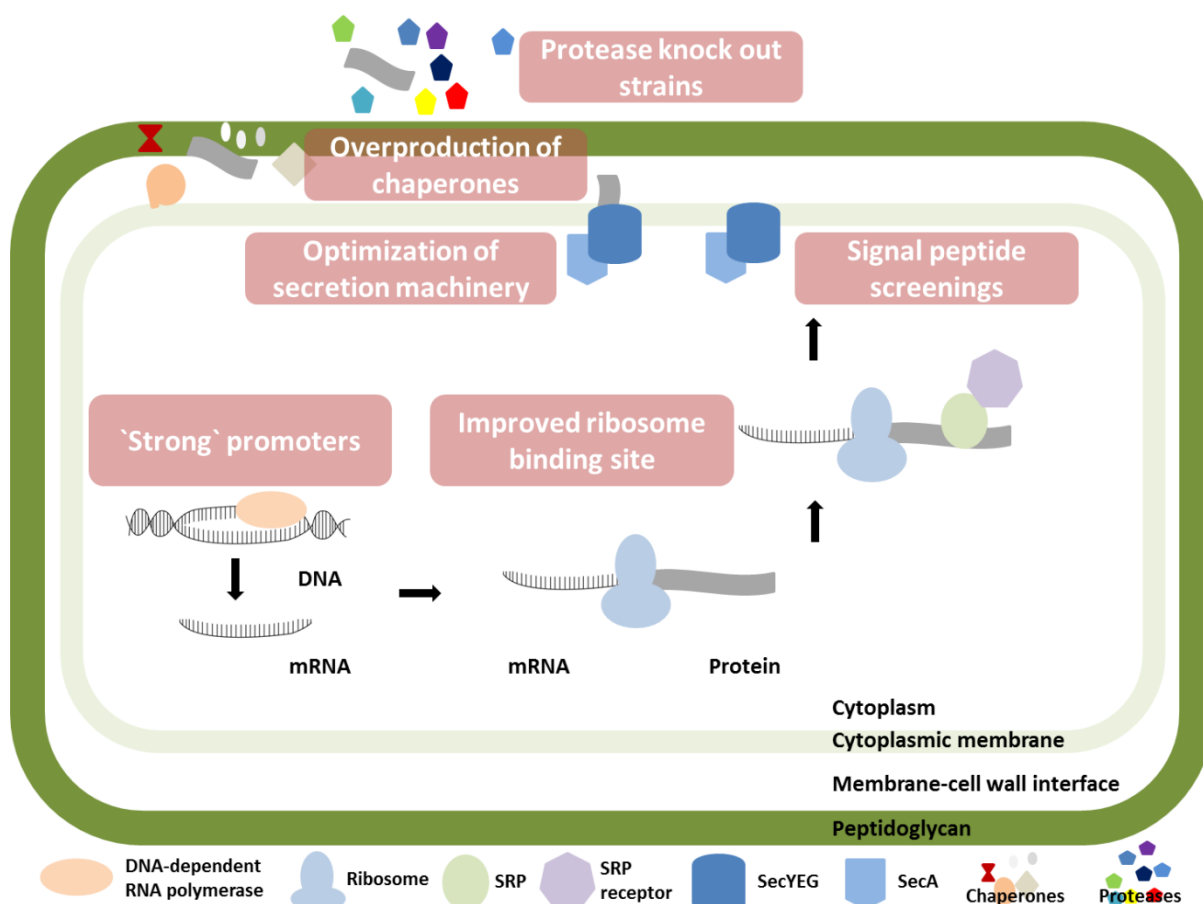 Protease knock out
strains
Overproduction of
chaperones
Optimization of
secretion machinery
Signal peptide
screenings
`Strong` promoters
Improved ribosome
binding site
DNA
mRNA
mRNA
Protein
Cytoplasm
Cytoplasmic membrane
Membrane-cell wall interface
Peptidoglycan
DNA-dependent
RNA polymerase
Ribosome
SRP
SRP
receptor
SecYEG
SecA
Chaperones
Proteases